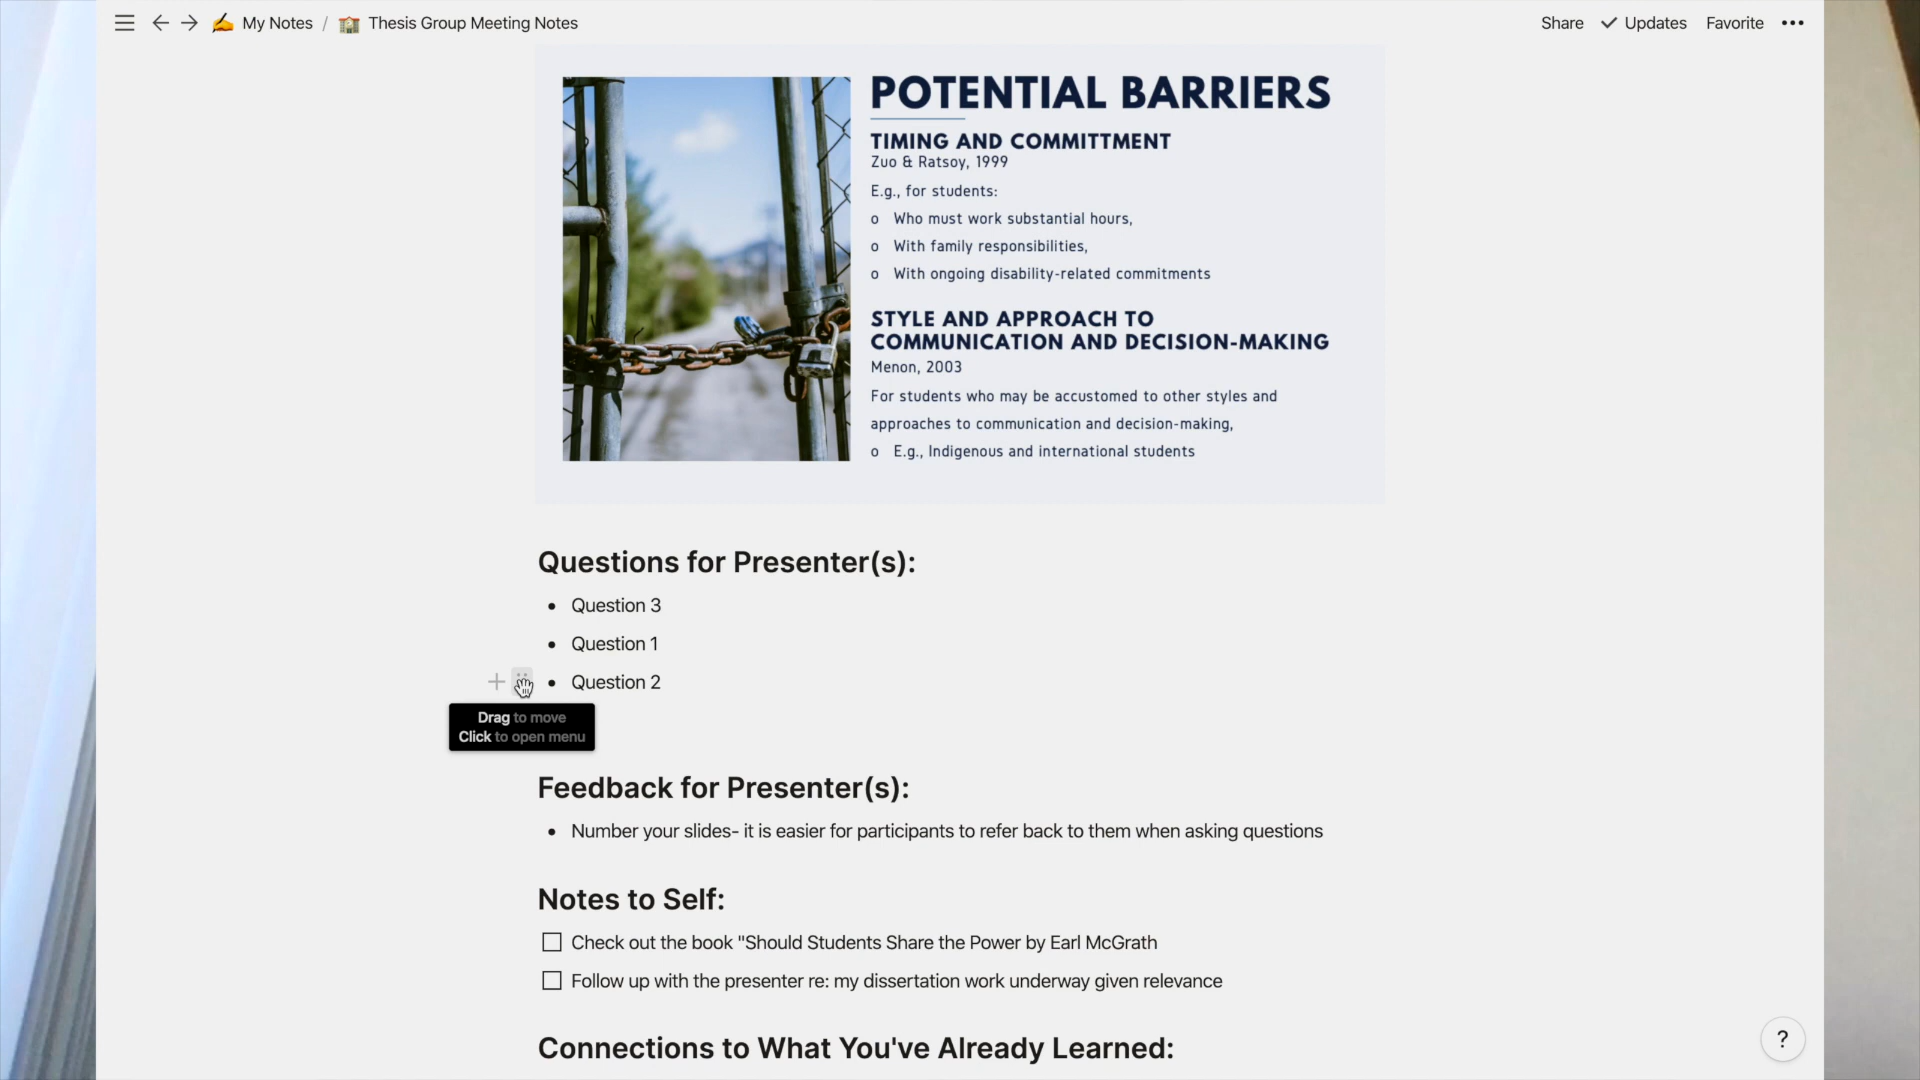 My Notes / Thesis Group Meeting Notes
Share Updates Favorite
POTENTIAL BARRIERS
TIMING AND COMMITTMENT
Zuo & Ratsoy, 1999
E.g., for students:
o Who must work substantial hours,
o With family responsibilities,
o With ongoing disability-related commitments
STYLE AND APPROACH TO
COMMUNICATION AND DECISION-MAKING
Menon, 2003
For students who may be accustomed to other styles and
approaches to communication and decision-making,
o E.g., Indigenous and international students
Questions for Presenter(s):
• Question 3
• Question 1
• Question 2
Drag to move
Click to open menu
Feedback for Presenter(s):
• Number your slides- it is easier for participants to refer back to them when asking questions
Notes to Self:
Check out the book "Should Students Share the Power by Earl McGrath
Follow up with the presenter re: my dissertation work underway given relevance
Connections to What You've Already Learned:
?